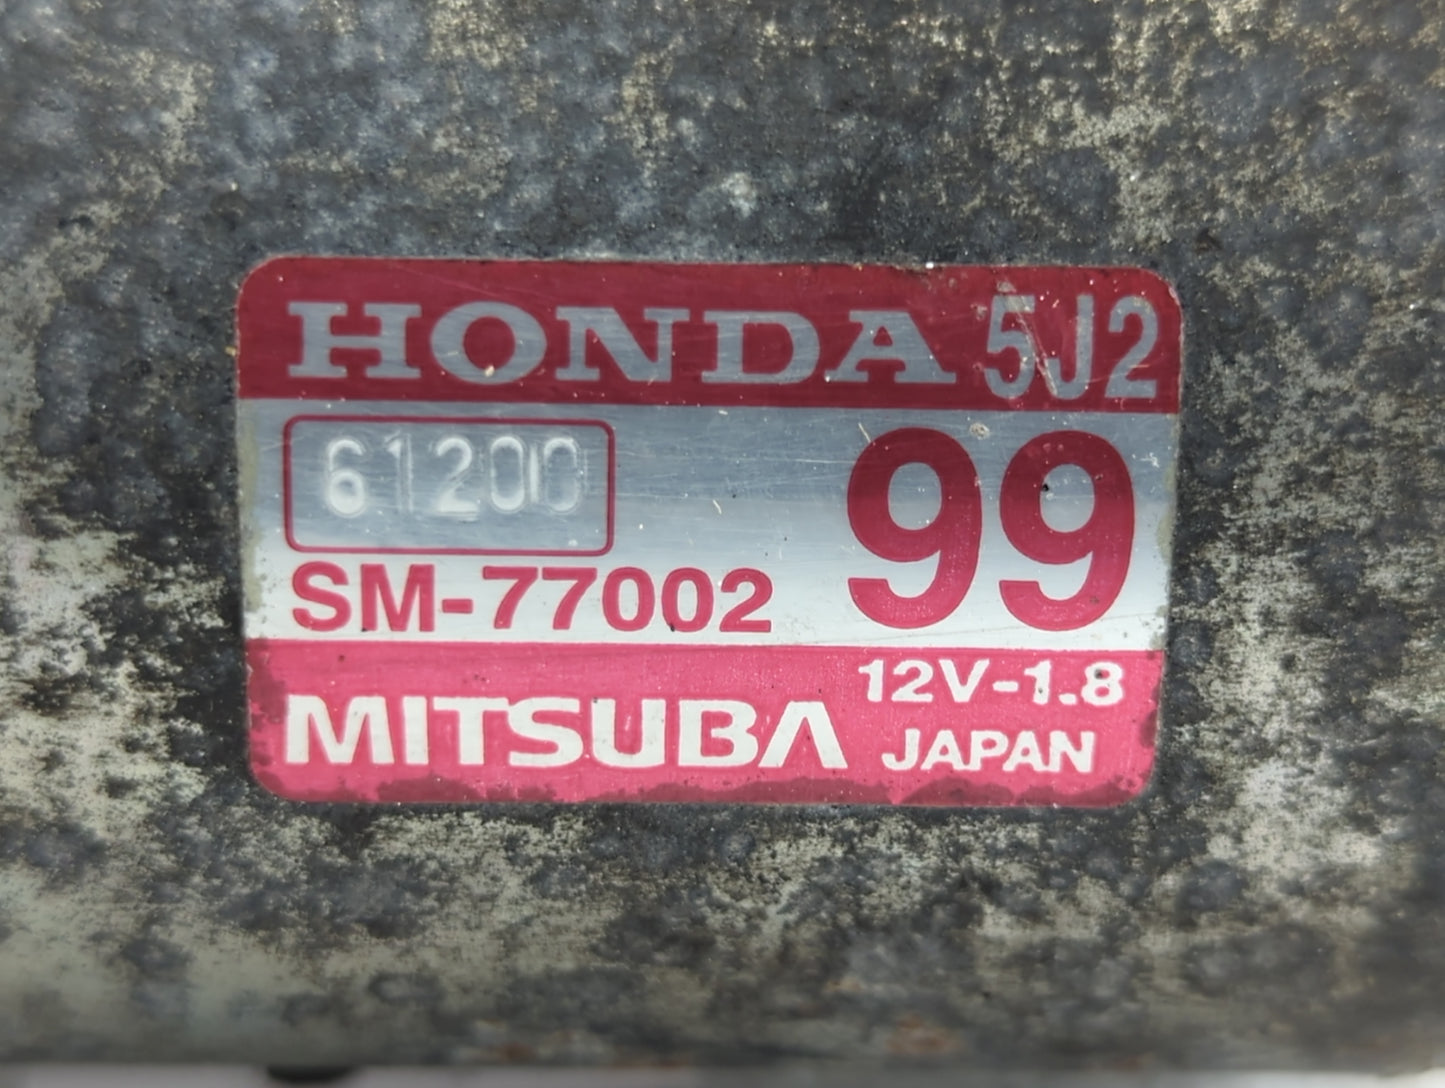 HONDA 5J2
61200
99
SM-77002
12V-1.8
MITSUBA
JAPAN